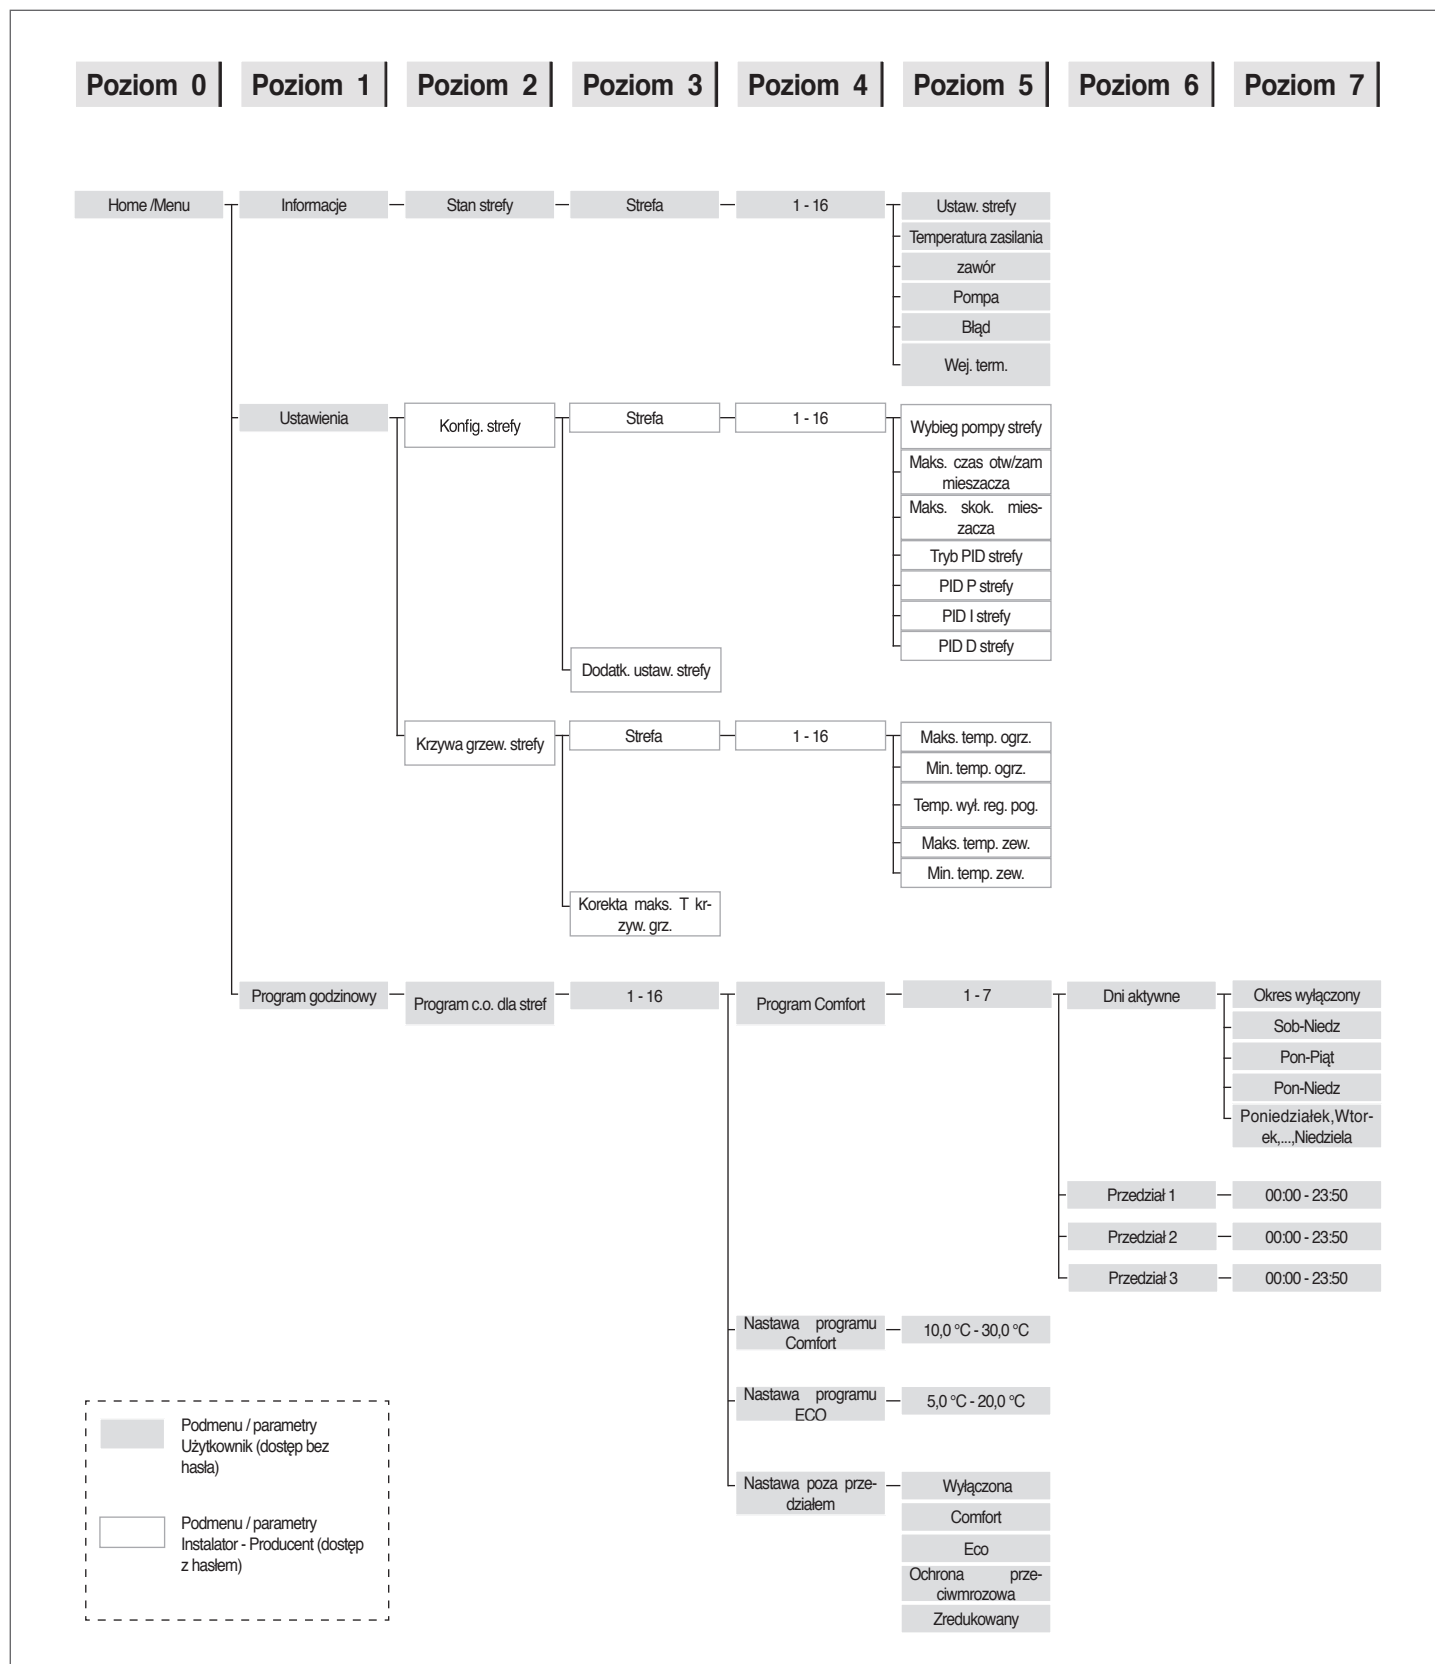 Poziom 0
Poziom 1
Poziom 2
Poziom 3
Poziom 4
Poziom 5
Poziom 6
Poziom 7
Home /Menu
Informacje
Stan strefy
Strefa
1 - 16
Ustaw. strefy
Temperatura zasilania
zawór
Pompa
Błąd
Wej. term.
Ustawienia
Konfig. strefy
Strefa
1 - 16
Wybieg pompy strefy
Maks. czas otw/zam
mieszacza
Maks. skok. mies-
zacza
Tryb PID strefy
PID P strefy
PID I strefy
PID D strefy
Dodatk. ustaw. strefy
Krzywa grzew. strefy
Strefa
1 - 16
Maks. temp. ogrz.
Min. temp. ogrz.
Temp. wył. reg. pog.
Maks. temp. zew.
Min. temp. zew.
Korekta maks. T kr-
zyw. grz.
Program godzinowy
Program c.o. dla stref
1 - 16
Program Comfort
1 - 7
Dni aktywne
Okres wyłączony
Sob-Niedz
Pon-Piąt
Pon-Niedz
Poniedziałek,Wtor-
ek,...,Niedziela
Przedział 1
00:00 - 23:50
Przedział 2
00:00 - 23:50
Przedział 3
00:00 - 23:50
Nastawa programu
Comfort
10,0 °C - 30,0 °C
Nastawa programu
ECO
5,0 °C - 20,0 °C
Nastawa poza prze-
działem
Wyłączona
Comfort
Eco
Ochrona prze-
ciwmrozowa
Zredukowany
Podmenu / parametry
Użytkownik (dostęp bez
hasła)
Podmenu / parametry
Instalator - Producent (dostęp
z hasłem)